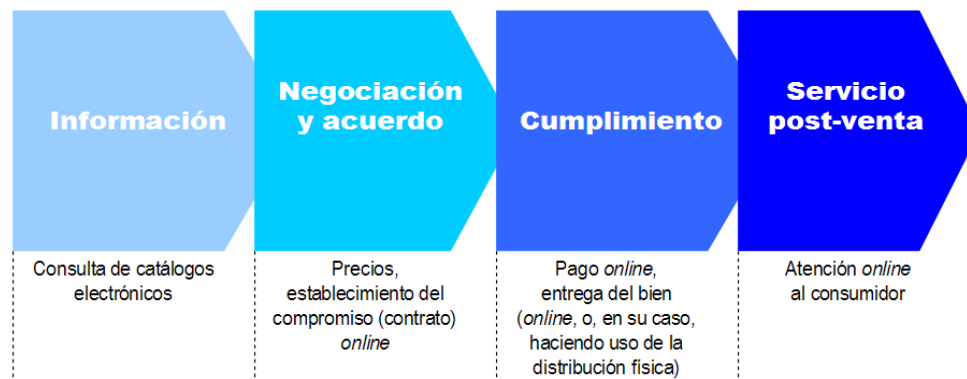 Información
Negociación
y acuerdo
Cumplimiento
Servicio
post-venta
Consulta de catálogos
electrónicos
Precios,
establecimiento del
compromiso (contrato)
online
Pago online,
entrega del bien
(online, o, en su caso,
haciendo uso de la
distribución física)
Atención online
al consumidor